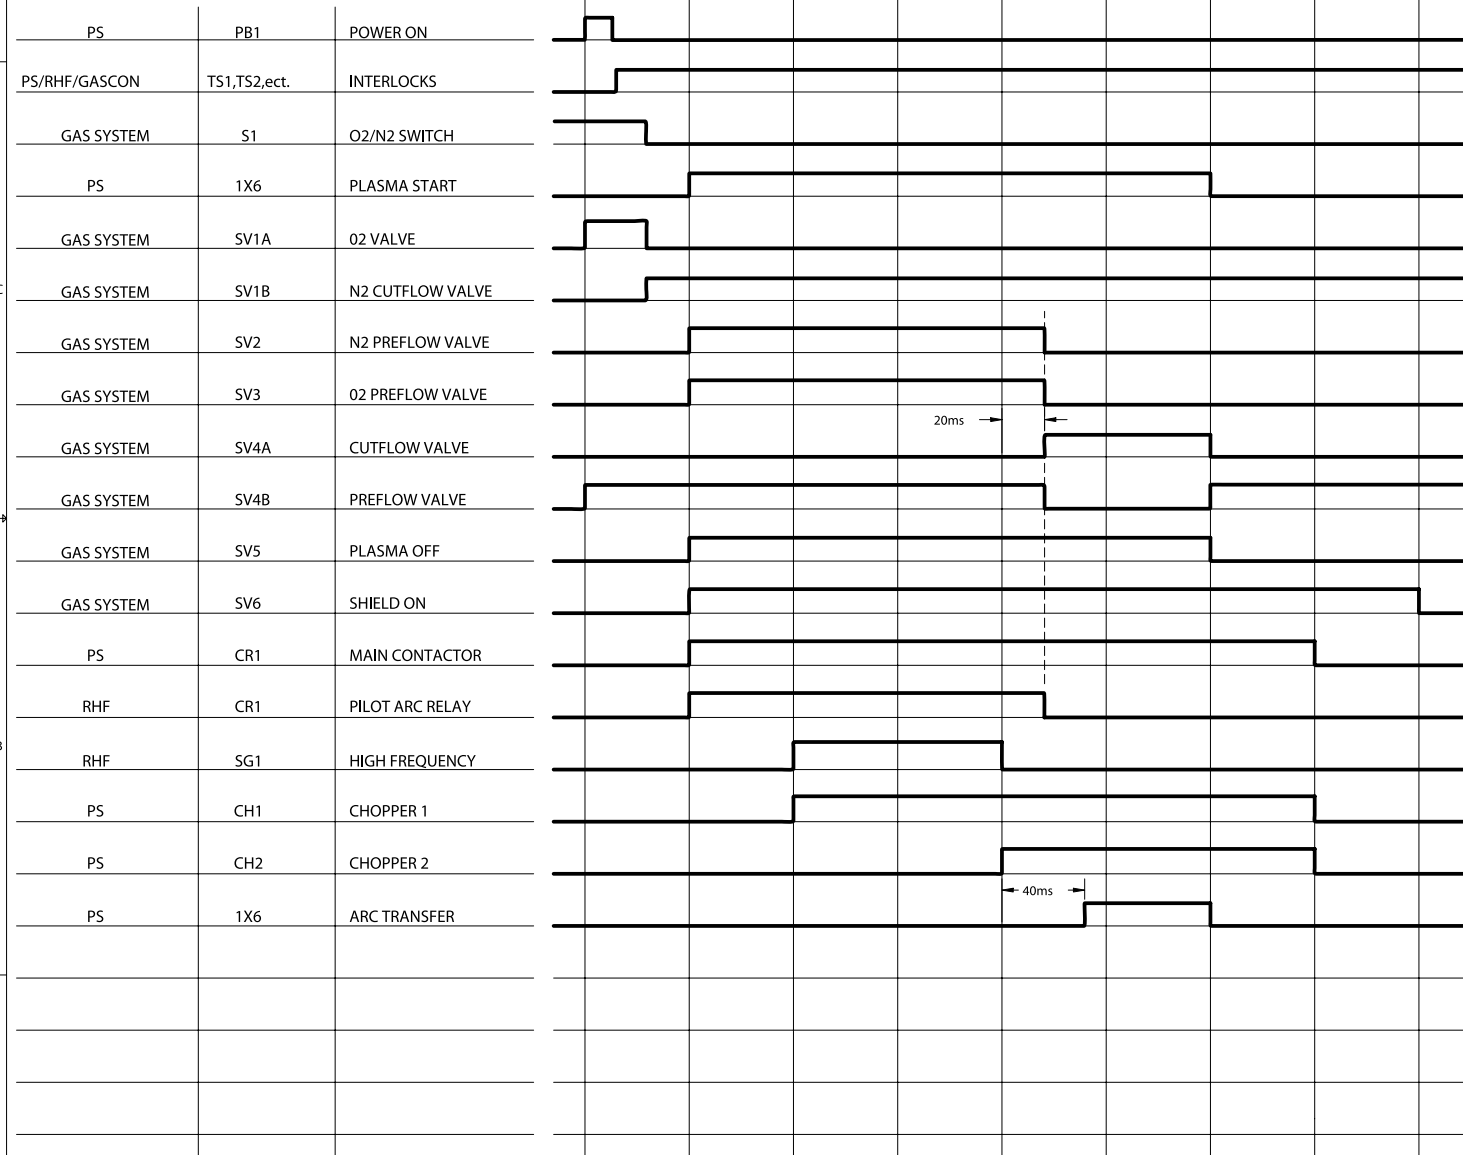 PS PB1 POWER ON
PS/RHF/GASCON TS1,TS2,ect. INTERLOCKS
GAS SYSTEM S1 O2/N2 SWITCH
PS 1X6 PLASMA START
GAS SYSTEM SV1A 02 VALVE
GAS SYSTEM SV1B N2 CUTFLOW VALVE
GAS SYSTEM SV2 N2 PREFLOW VALVE
GAS SYSTEM SV3 02 PREFLOW VALVE
20ms
GAS SYSTEM SV4A CUTFLOW VALVE
GAS SYSTEM SV4B PREFLOW VALVE
GAS SYSTEM SV5 PLASMA OFF
GAS SYSTEM SV6 SHIELD ON
PS CR1 MAIN CONTACTOR
RHF CR1 PILOT ARC RELAY
RHF SG1 HIGH FREQUENCY
PS CH1 CHOPPER 1
PS CH2 CHOPPER 2
40ms
PS 1X6 ARC TRANSFER